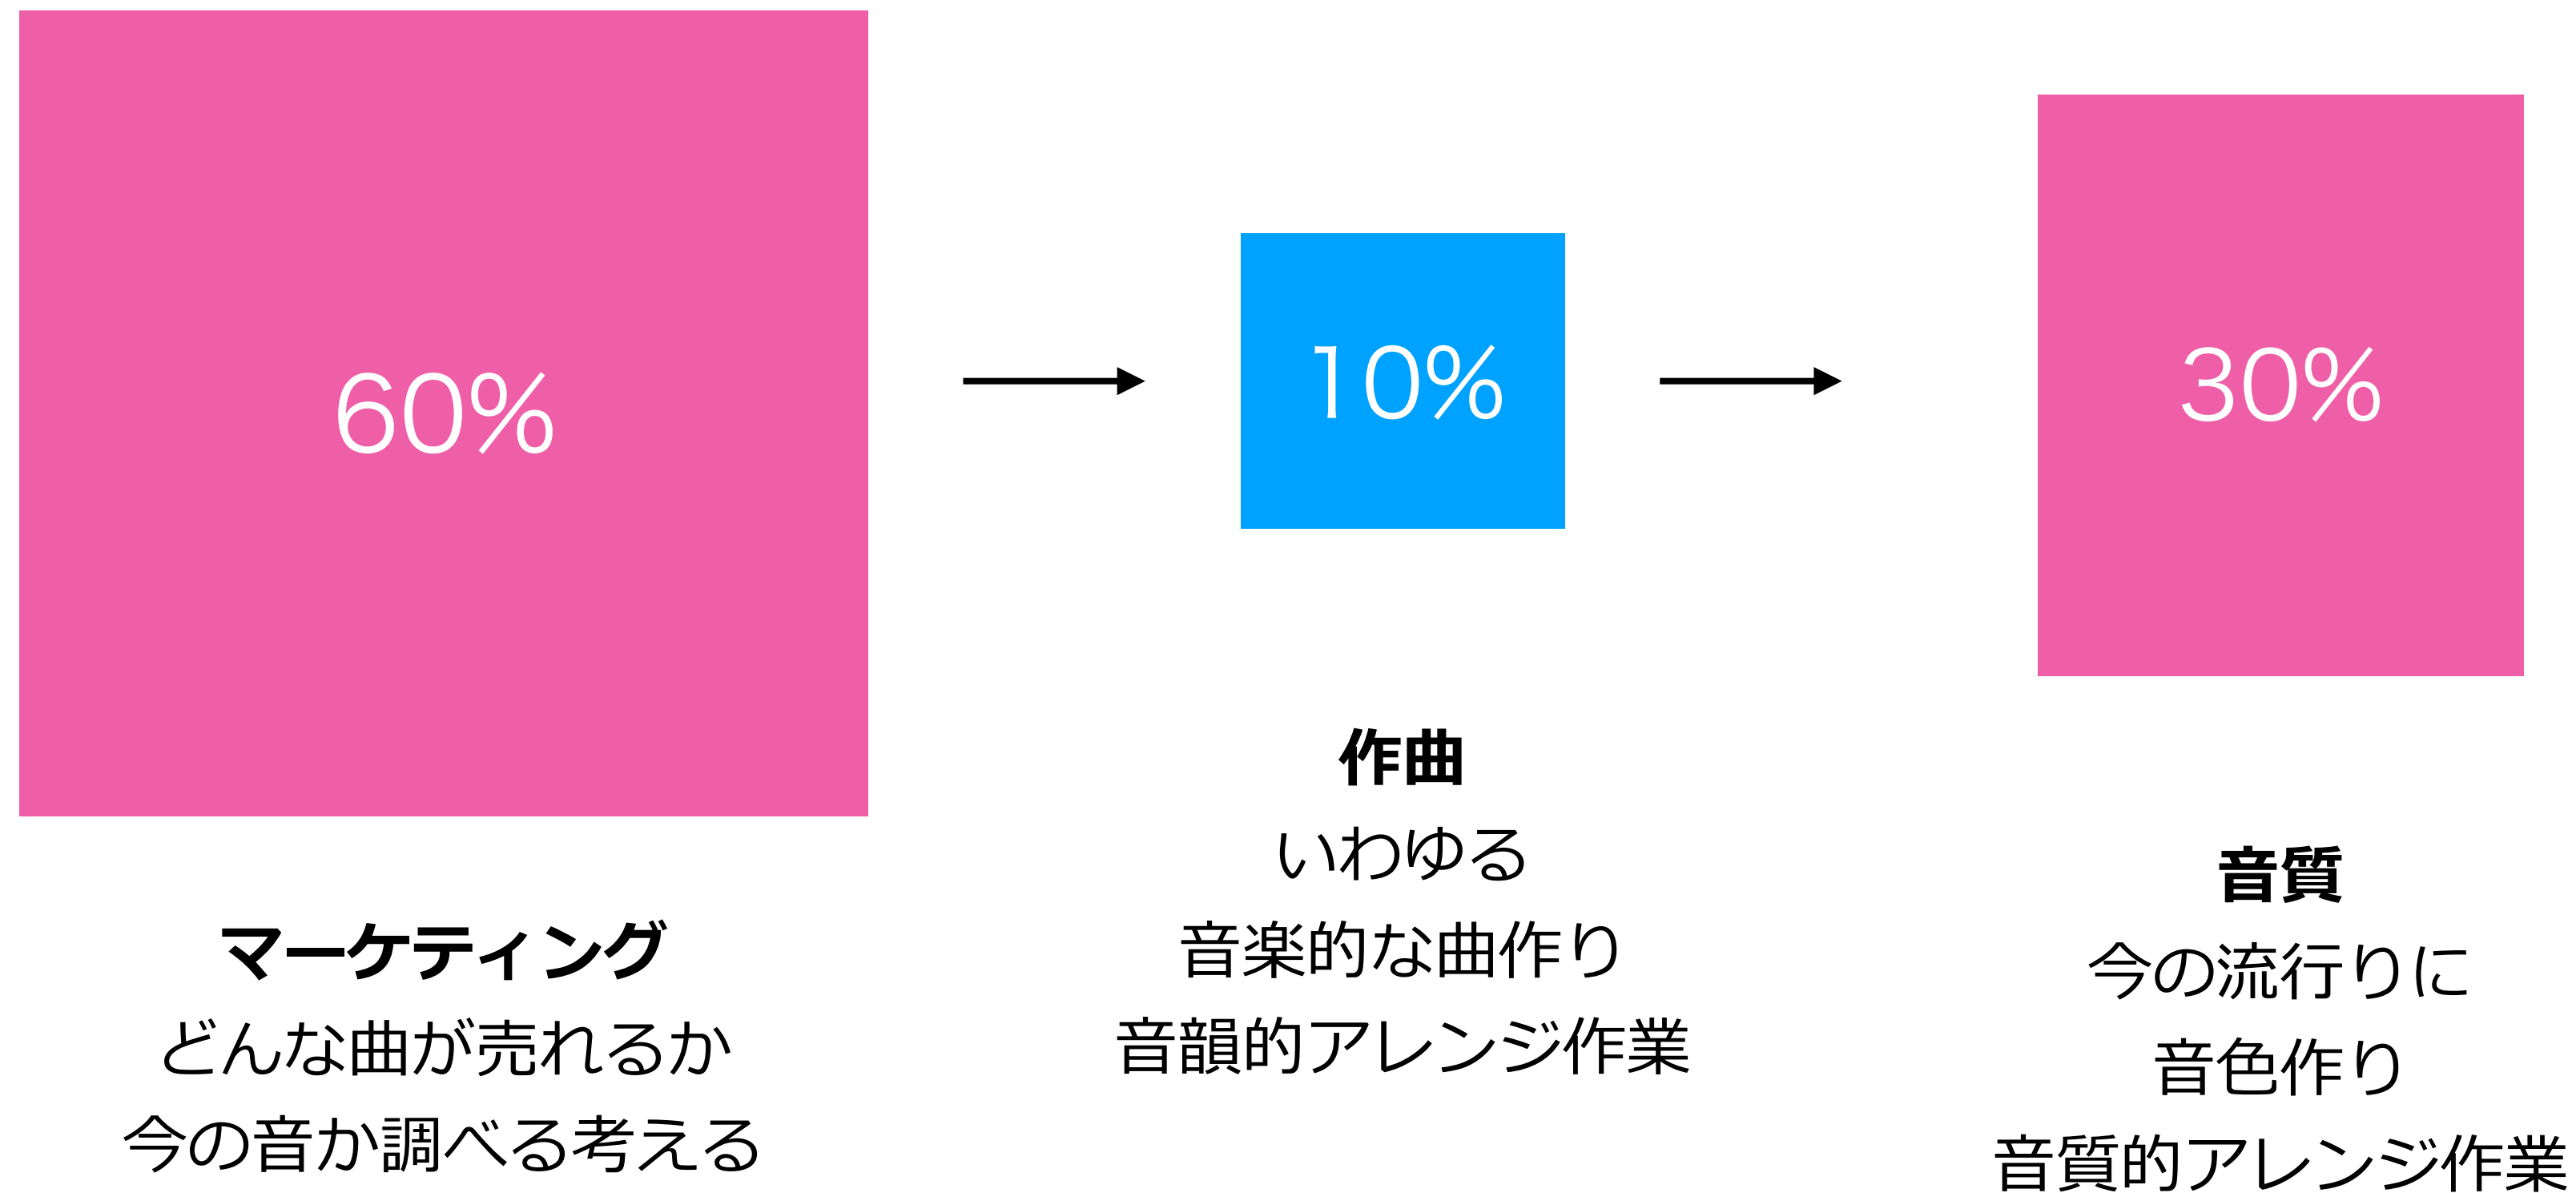 60%
マーケティング
どんな曲が売れるか
今の音か調べる考える
10%
作曲
いわゆる
音楽的な曲作り
音韻的アレンジ作業
30%
音質
今の流行りに
音色作り
音質的アレンジ作業